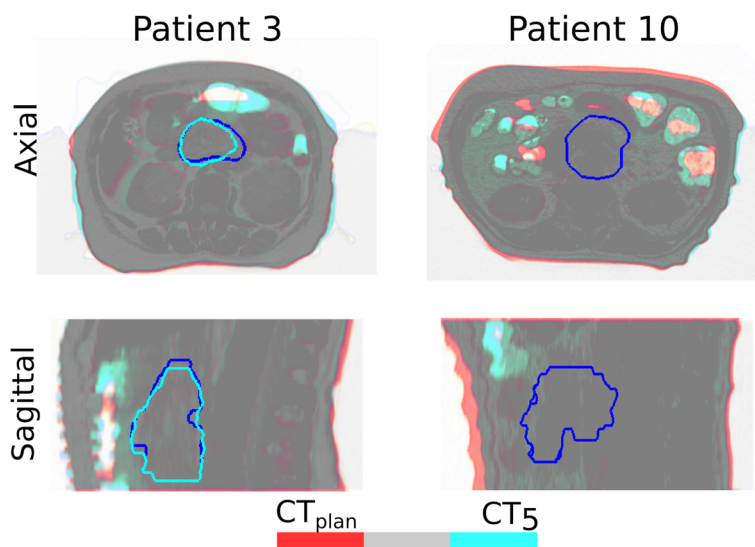 Patient 3
Patient 10
Axial
Sagittal
CTplan
CT5